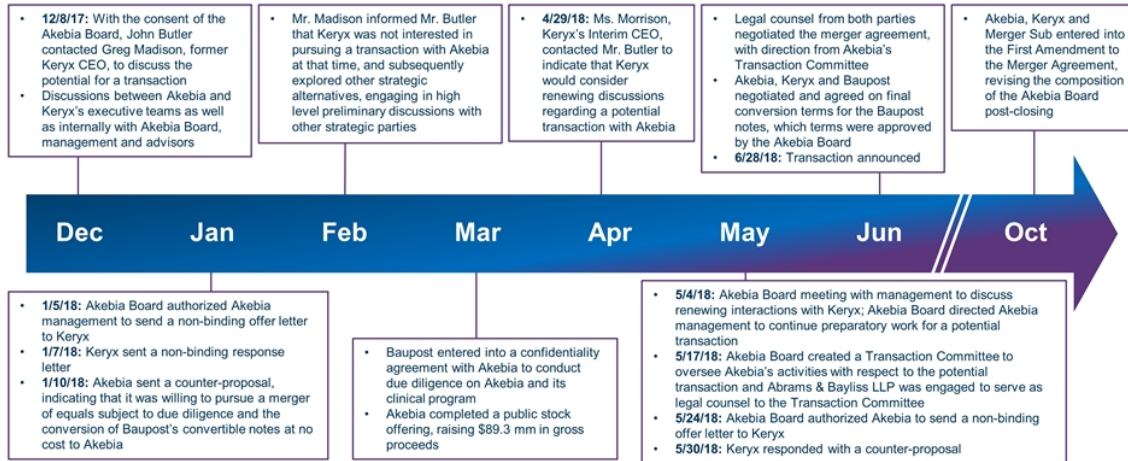 • 12/8/17: With the consent of the
Akebia Board, John Butler
contacted Greg Madison, former
Keryx CEO, to discuss the
potential for a transaction
• Discussions between Akebia and
Keryx's executive teams as well
as internally with Akebia Board,
management and advisors
• Mr. Madison informed Mr. Butler
that Keryx was not interested in
pursuing a transaction with Akebia
at that time, and subsequently
explored other strategic
alternatives, engaging in high
level preliminary discussions with
other strategic parties
• 4/29/18: Ms. Morrison,
Keryx's Interim CEO,
contacted Mr. Butler to
indicate that Keryx
would consider
renewing discussions
regarding a potential
transaction with Akebia
• Legal counsel from both parties
negotiated the merger agreement,
with direction from Akebia's
Transaction Committee
• Akebia, Keryx and Baupost
negotiated and agreed on final
conversion terms for the Baupost
notes, which terms were approved
by the Akebia Board
• 6/28/18: Transaction announced
• Akebia, Keryx and
Merger Sub entered into
the First Amendment to
the Merger Agreement,
revising the composition
of the Akebia Board
post-closing
Dec Jan Feb Mar Apr May Jun Oct
• 1/5/18: Akebia Board authorized Akebia
management to send a non-binding offer letter
to Keryx
• 1/7/18: Keryx sent a non-binding response
letter
• 1/10/18: Akebia sent a counter-proposal,
indicating that it was willing to pursue a merger
of equals subject to due diligence and the
conversion of Baupost's convertible notes at no
cost to Akebia
• Baupost entered into a confidentiality
agreement with Akebia to conduct
due diligence on Akebia and its
clinical program
• Akebia completed a public stock
offering, raising $89.3 mm in gross
proceeds
• 5/4/18: Akebia Board meeting with management to discuss
renewing interactions with Keryx; Akebia Board directed Akebia
management to continue preparatory work for a potential
transaction
• 5/17/18: Akebia Board created a Transaction Committee to
oversee Akebia's activities with respect to the potential
transaction and Abrams & Bayliss LLP was engaged to serve as
legal counsel to the Transaction Committee
• 5/24/18: Akebia Board authorized Akebia to send a non-binding
offer letter to Keryx
• 5/30/18: Keryx responded with a counter-proposal